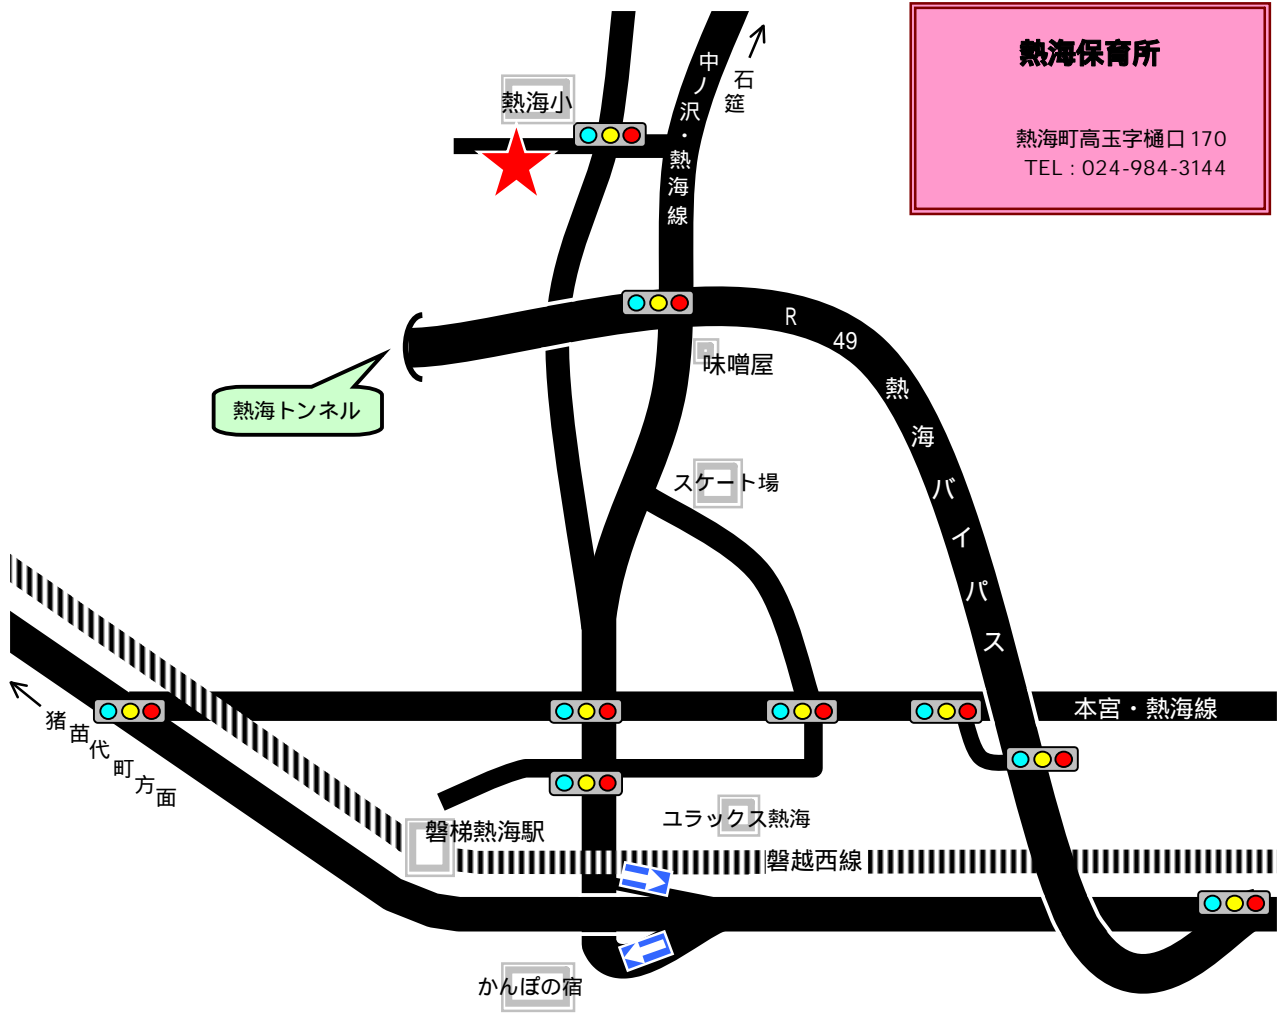 熱海保育所
熱海町高玉字樋口170
TEL:024-984-3144
熱海小
中ノ沢・熱海線
石筵
R 49 熱海バイパス
味噌屋
熱海トンネル
スケート場
本宮・熱海線
猪苗代町方面
ユラックス熱海
磐梯熱海駅
磐越西線
かんぽの宿